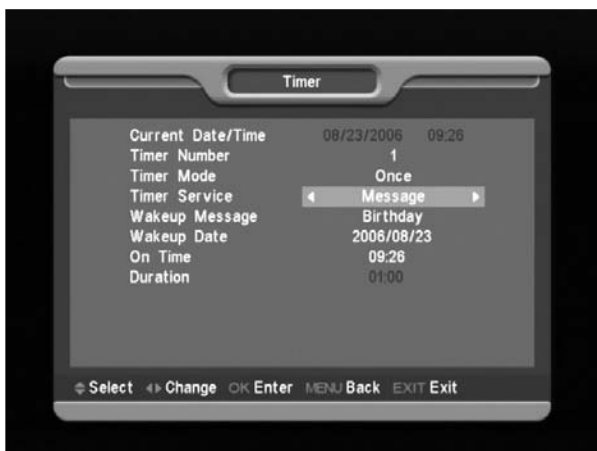 Timer
Current Date/Time 08/23/2006 09:26
Timer Number 1
Timer Mode Once
Timer Service Message
Wakeup Message Birthday
Wakeup Date 2006/08/23
On Time 09:26
Duration 01:00
Select Change OK Enter MENU Back EXIT Exit